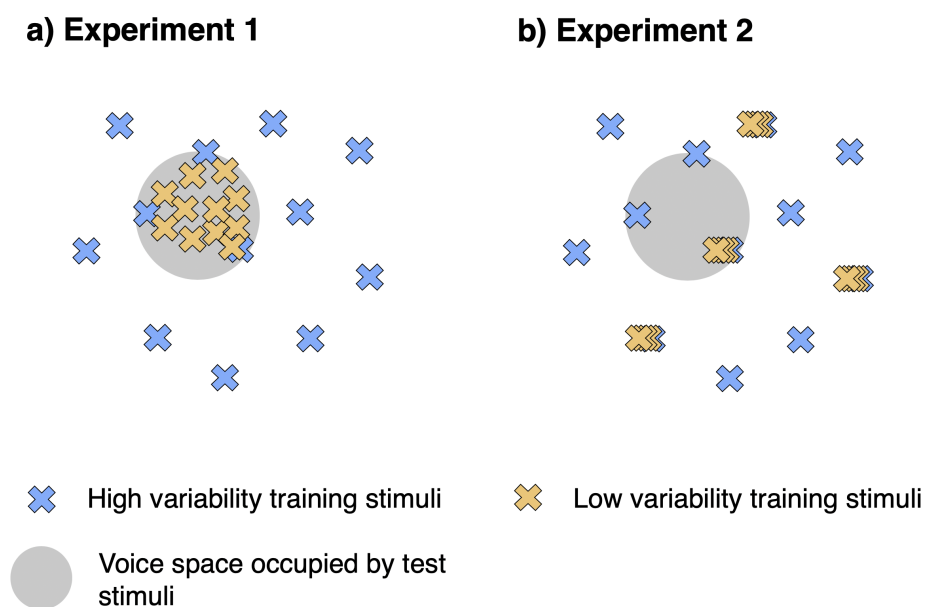 a) Experiment 1
b) Experiment 2
High variability training stimuli
Low variability training stimuli
Voice space occupied by test
stimuli